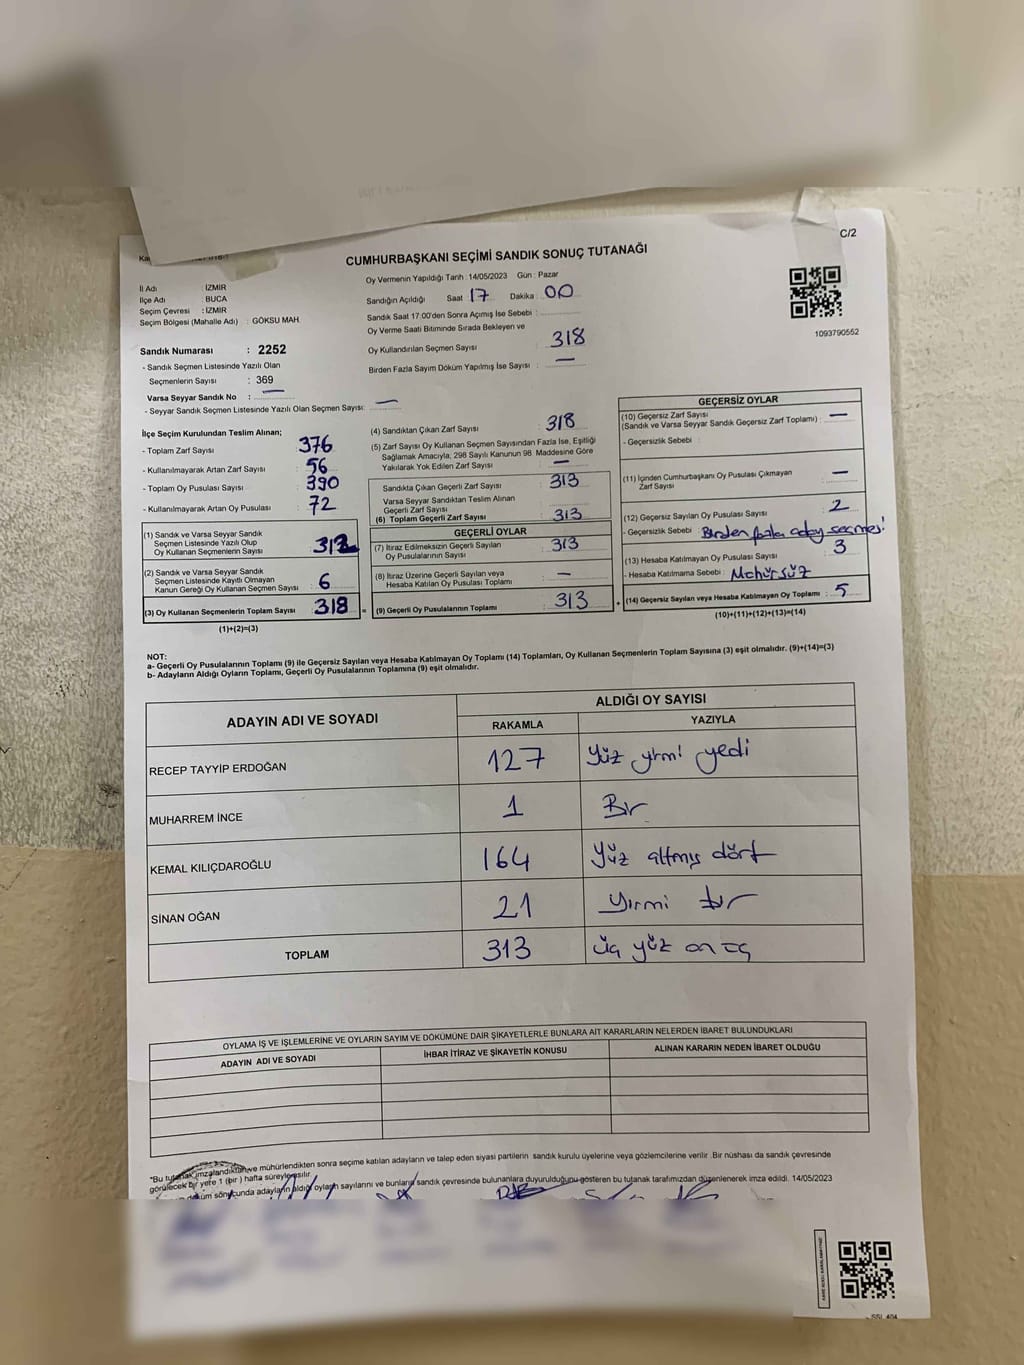 C/2
CUMHURBAŞKANI SEÇİMİ SANDIK SONUÇ TUTANAĞI
İl Adı : İZMİR
İlçe Adı : BUCA
Seçim Çevresi : İZMİR
Seçim Bölgesi (Mahalle Adı) : GÖKSU MAH.
Oy Vermenin Yapıldığı Tarih : 14/05/2023 Gün : Pazar
Sandığın Açıldığı Saat 17 Dakika : 00
Sandık Saat 17:00'den Sonra Açımış İse Sebebi :
Oy Verme Saati Bitiminde Sırada Bekleyen ve
Oy Kullandırılan Seçmen Sayısı : 318
Birden Fazla Sayım Döküm Yapılmış İse Sayısı : —
1093790552
Sandık Numarası : 2252
- Sandık Seçmen Listesinde Yazılı Olan
Seçmenlerin Sayısı : 369
Varsa Seyyar Sandık No : —
- Seyyar Sandık Seçmen Listesinde Yazılı Olan Seçmen Sayısı: —
İlçe Seçim Kurulundan Teslim Alınan;
- Toplam Zarf Sayısı : 376
- Kullanılmayarak Artan Zarf Sayısı : 56
- Toplam Oy Pusulası Sayısı : 390
- Kullanılmayarak Artan Oy Pusulası : 72
(1) Sandık ve Varsa Seyyar Sandık
Seçmen Listesinde Yazılı Olup
Oy Kullanan Seçmenlerin Sayısı : 312
(2) Sandık ve Varsa Seyyar Sandık
Seçmen Listesinde Kayıtlı Olmayan
Kanun Gereği Oy Kullanan Seçmen Sayısı : 6
(3) Oy Kullanan Seçmenlerin Toplam Sayısı : 318
(1)+(2)=(3)
(4) Sandıktan Çıkan Zarf Sayısı : 318
(5) Zarf Sayısı Oy Kullanan Seçmen Sayısından Fazla İse, Eşitliği
Sağlamak Amacıyla; 298 Sayılı Kanunun 98. Maddesine Göre
Yakılarak Yok Edilen Zarf Sayısı : —
Sandıkta Çıkan Geçerli Zarf Sayısı : 313
Varsa Seyyar Sandıktan Teslim Alınan
Geçerli Zarf Sayısı
(6) Toplam Geçerli Zarf Sayısı : 313
GEÇERLİ OYLAR
(7) İtiraz Edilmeksizin Geçerli Sayılan
Oy Pusulalarının Sayısı : 313
(8) İtiraz Üzerine Geçerli Sayılan veya
Hesaba Katılan Oy Pusulası Toplamı : —
= (9) Geçerli Oy Pusulalarının Toplamı : 313
GEÇERSİZ OYLAR
(10) Geçersiz Zarf Sayısı
(Sandık ve Varsa Seyyar Sandık Geçersiz Zarf Toplamı) : —
- Geçersizlik Sebebi :
(11) İçinden Cumhurbaşkanı Oy Pusulası Çıkmayan
Zarf Sayısı : —
(12) Geçersiz Sayılan Oy Pusulası Sayısı : 2
- Geçersizlik Sebebi : Birden fazla aday seçmesi
(13) Hesaba Katılmayan Oy Pusulası Sayısı : 3
- Hesaba Katılmama Sebebi : Mühürsüz
+ (14) Geçersiz Sayılan veya Hesaba Katılmayan Oy Toplamı : 5
(10)+(11)+(12)+(13)=(14)
NOT:
a- Geçerli Oy Pusulalarının Toplamı (9) ile Geçersiz Sayılan veya Hesaba Katılmayan Oy Toplamı (14) Toplamları, Oy Kullanan Seçmenlerin Toplam Sayısına (3) eşit olmalıdır. (9)+(14)=(3)
b- Adayların Aldığı Oyların Toplamı, Geçerli Oy Pusulalarının Toplamına (9) eşit olmalıdır.
ADAYIN ADI VE SOYADI
ALDIĞI OY SAYISI
RAKAMLA YAZIYLA
RECEP TAYYİP ERDOĞAN 127 Yüz yirmi yedi
MUHARREM İNCE 1 Bir
KEMAL KILIÇDAROĞLU 164 Yüz altmış dört
SİNAN OĞAN 21 Yirmi bir
TOPLAM 313 üç yüz on üç
OYLAMA İŞ VE İŞLEMLERİNE VE OYLARIN SAYIM VE DÖKÜMÜNE DAİR ŞİKAYETLERLE BUNLARA AİT KARARLARIN NELERDEN İBARET BULUNDUKLARI
ADAYIN ADI VE SOYADI İHBAR İTİRAZ VE ŞİKAYETİN KONUSU ALINAN KARARIN NEDEN İBARET OLDUĞU
*Bu tutanak imzalandıktan ve mühürlendikten sonra seçime katılan adayların ve talep eden siyasi partilerin sandık kurulu üyelerine veya gözlemcilerine verilir .Bir nüshası da sandık çevresinde
görülecek bir yere 1 (bir ) hafta süreyle asılır.
döküm sonucunda adayların aldığı oyların sayılarını ve bunların sandık çevresinde bulunanlara duyurulduğunu gösteren bu tutanak tarafımızdan düzenlenerek imza edildi. 14/05/2023